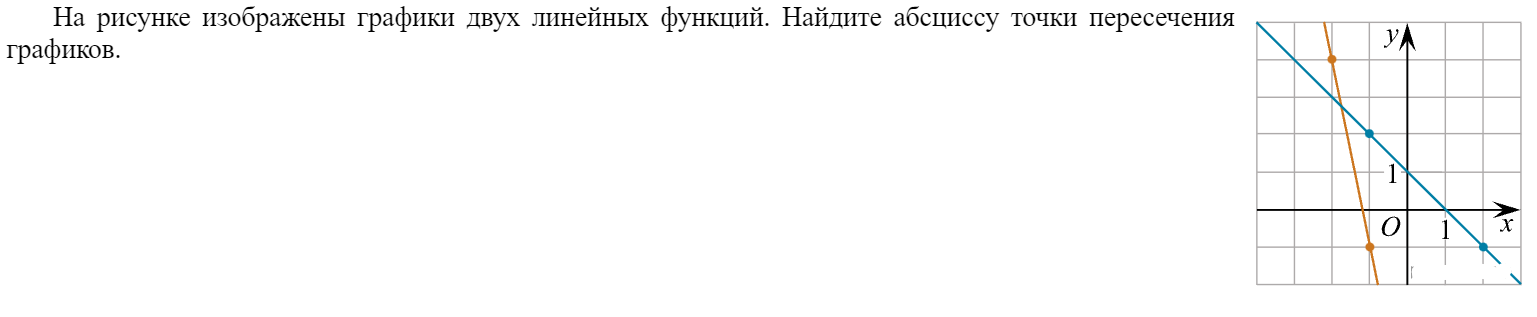 На рисунке изображены графики двух линейных функций. Найдите абсциссу точки пересечения
графиков.
y
1
O
1
x